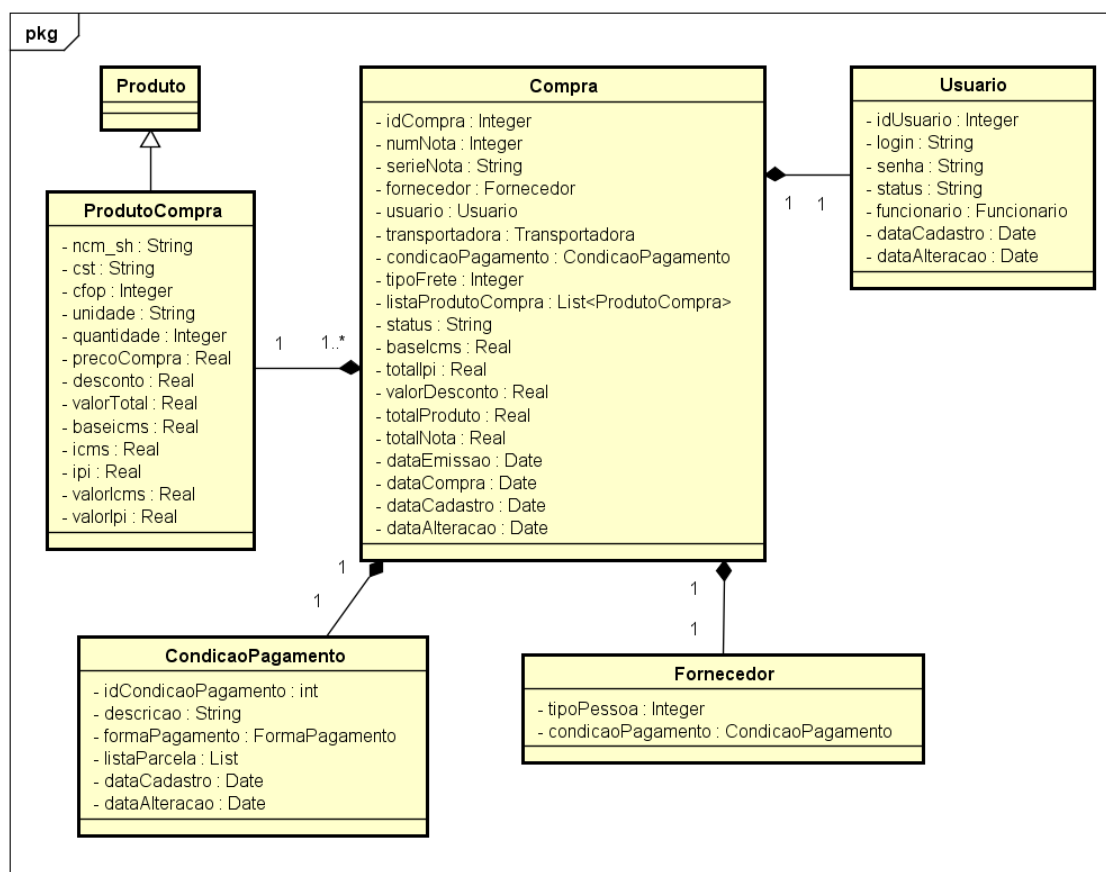 pkg
Produto
ProdutoCompra
- ncm_sh : String
- cst : String
- cfop : Integer
- unidade : String
- quantidade : Integer
- precoCompra : Real
- desconto : Real
- valorTotal : Real
- baseicms : Real
- icms : Real
- ipi : Real
- valorIcms : Real
- valorIpi : Real
1
1..*
Compra
- idCompra : Integer
- numNota : Integer
- serieNota : String
- fornecedor : Fornecedor
- usuario : Usuario
- transportadora : Transportadora
- condicaoPagamento : CondicaoPagamento
- tipoFrete : Integer
- listaProdutoCompra : List<ProdutoCompra>
- status : String
- baseIcms : Real
- totalIpi : Real
- valorDesconto : Real
- totalProduto : Real
- totalNota : Real
- dataEmissao : Date
- dataCompra : Date
- dataCadastro : Date
- dataAlteracao : Date
1
1
Usuario
- idUsuario : Integer
- login : String
- senha : String
- status : String
- funcionario : Funcionario
- dataCadastro : Date
- dataAlteracao : Date
1
1
CondicaoPagamento
- idCondicaoPagamento : int
- descricao : String
- formaPagamento : FormaPagamento
- listaParcela : List
- dataCadastro : Date
- dataAlteracao : Date
1
1
Fornecedor
- tipoPessoa : Integer
- condicaoPagamento : CondicaoPagamento